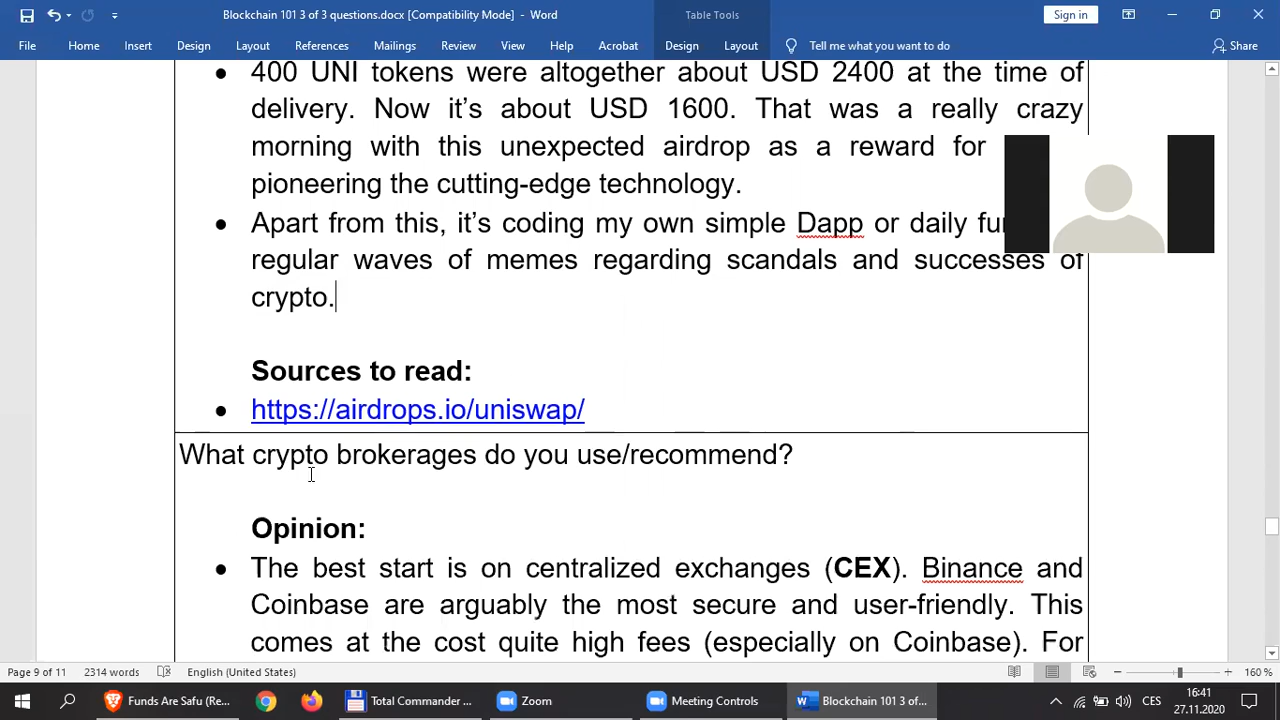 Blockchain 101 3 of 3 questions.docx [Compatibility Mode] - Word
Table Tools
Sign in
File Home Insert Design Layout References Mailings Review View Help Acrobat Design Layout Tell me what you want to do Share
400 UNI tokens were altogether about USD 2400 at the time of
delivery. Now it's about USD 1600. That was a really crazy
morning with this unexpected airdrop as a reward for
pioneering the cutting-edge technology.
Apart from this, it's coding my own simple Dapp or daily
regular waves of memes regarding scandals and successes of
crypto.
Sources to read:
https://airdrops.io/uniswap/
What crypto brokerages do you use/recommend?
Opinion:
The best start is on centralized exchanges (CEX). Binance and
Coinbase are arguably the most secure and user-friendly. This
comes at the cost quite high fees (especially on Coinbase). For
Page 9 of 11 2314 words English (United States) 160 %
Funds Are Safu (Re... Total Commander ... Zoom Meeting Controls Blockchain 101 3 of... CES 16:41
27.11.2020